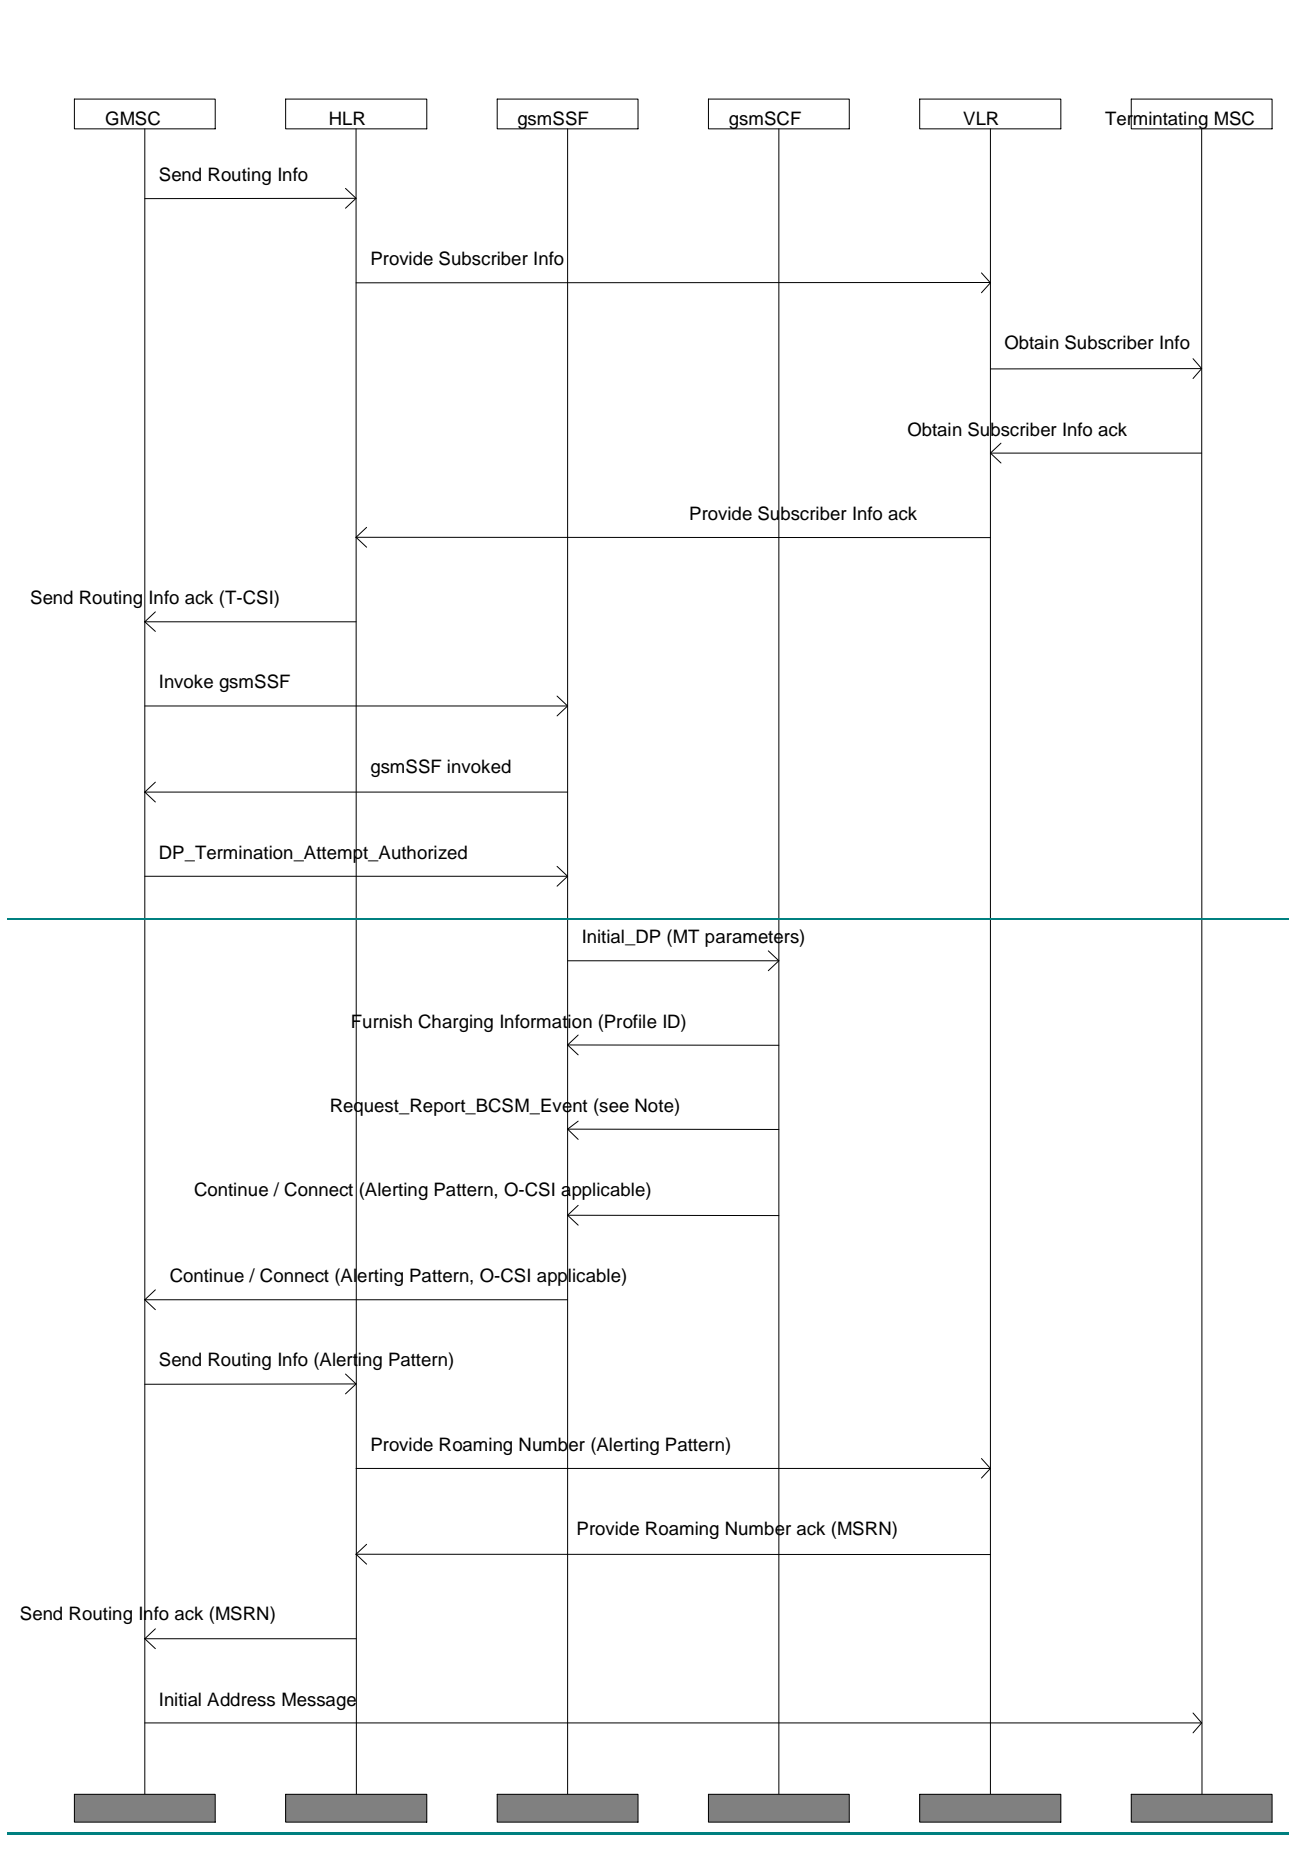 GMSC
HLR
gsmSSF
gsmSCF
VLR
Termintating MSC
Send Routing Info
Provide Subscriber Info
Obtain Subscriber Info
Obtain Subscriber Info ack
Provide Subscriber Info ack
Send Routing Info ack (T-CSI)
Invoke gsmSSF
gsmSSF invoked
DP_Termination_Attempt_Authorized
Initial_DP (MT parameters)
Furnish Charging Information (Profile ID)
Request_Report_BCSM_Event (see Note)
Continue / Connect (Alerting Pattern, O-CSI applicable)
Continue / Connect (Alerting Pattern, O-CSI applicable)
Send Routing Info (Alerting Pattern)
Provide Roaming Number (Alerting Pattern)
Provide Roaming Number ack (MSRN)
Send Routing Info ack (MSRN)
Initial Address Message